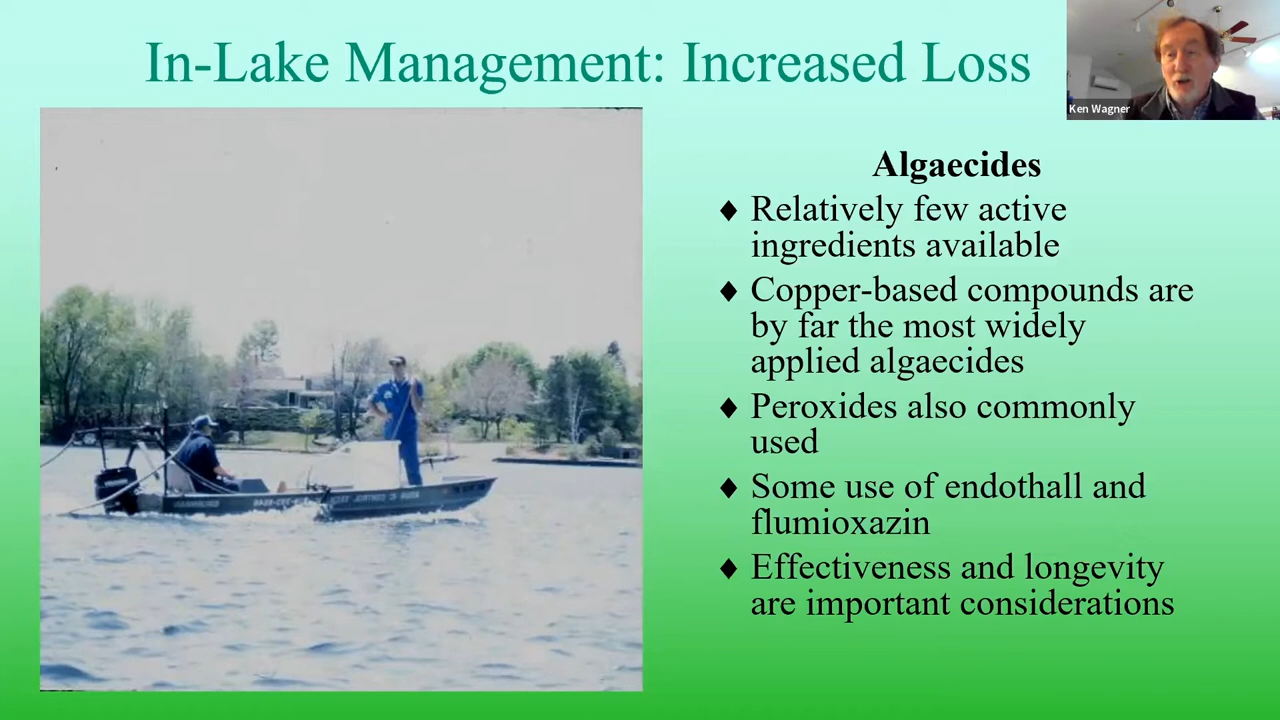 In-Lake Management: Increased Loss
Ken Wagner
Algaecides
♦ Relatively few active
ingredients available
♦ Copper-based compounds are
by far the most widely
applied algaecides
♦ Peroxides also commonly
used
♦ Some use of endothall and
flumioxazin
♦ Effectiveness and longevity
are important considerations